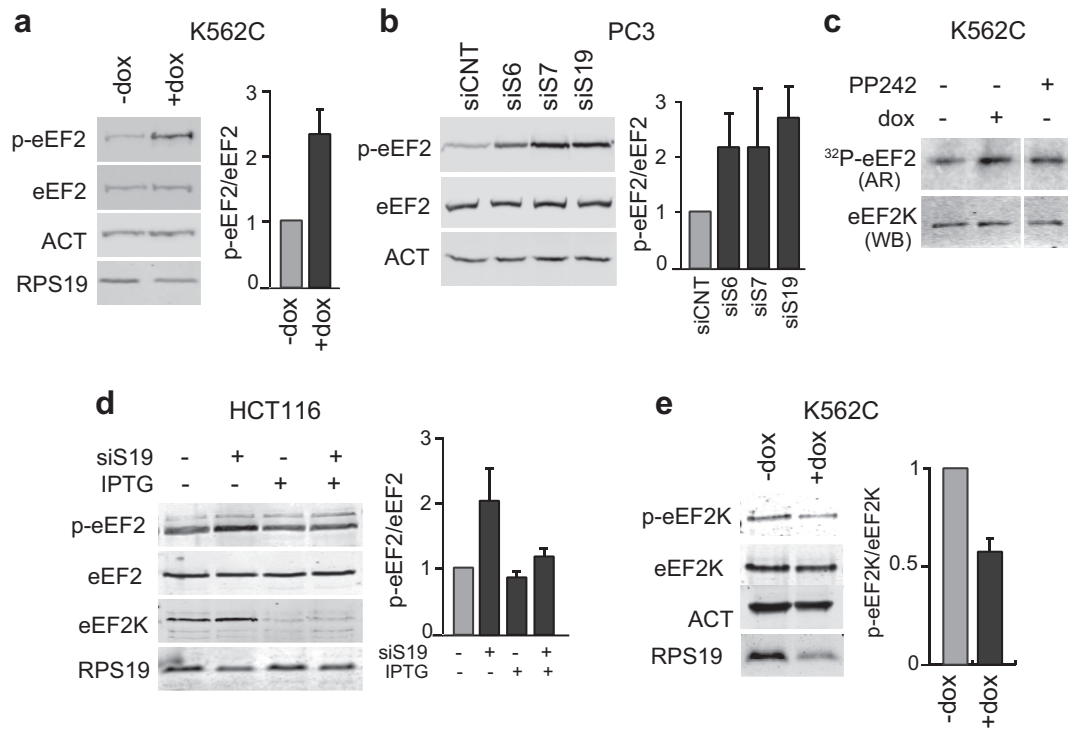 a
K562C
-dox
+dox
p-eEF2
eEF2
ACT
RPS19
p-eEF2/eEF2
3
2
1
0
-dox
+dox
b
PC3
siCNT
siS6
siS7
siS19
p-eEF2
eEF2
ACT
p-eEF2/eEF2
3
2
1
0
siCNT
siS6
siS7
siS19
c
K562C
PP242 - - +
dox - + -
32P-eEF2
(AR)
eEF2K
(WB)
d
HCT116
siS19 - + - +
IPTG - - + +
p-eEF2
eEF2
eEF2K
RPS19
p-eEF2/eEF2
3
2
1
0
siS19 - + - +
IPTG - - + +
e
K562C
-dox
+dox
p-eEF2K
eEF2K
ACT
RPS19
p-eEF2K/eEF2K
1
0.5
0
-dox
+dox